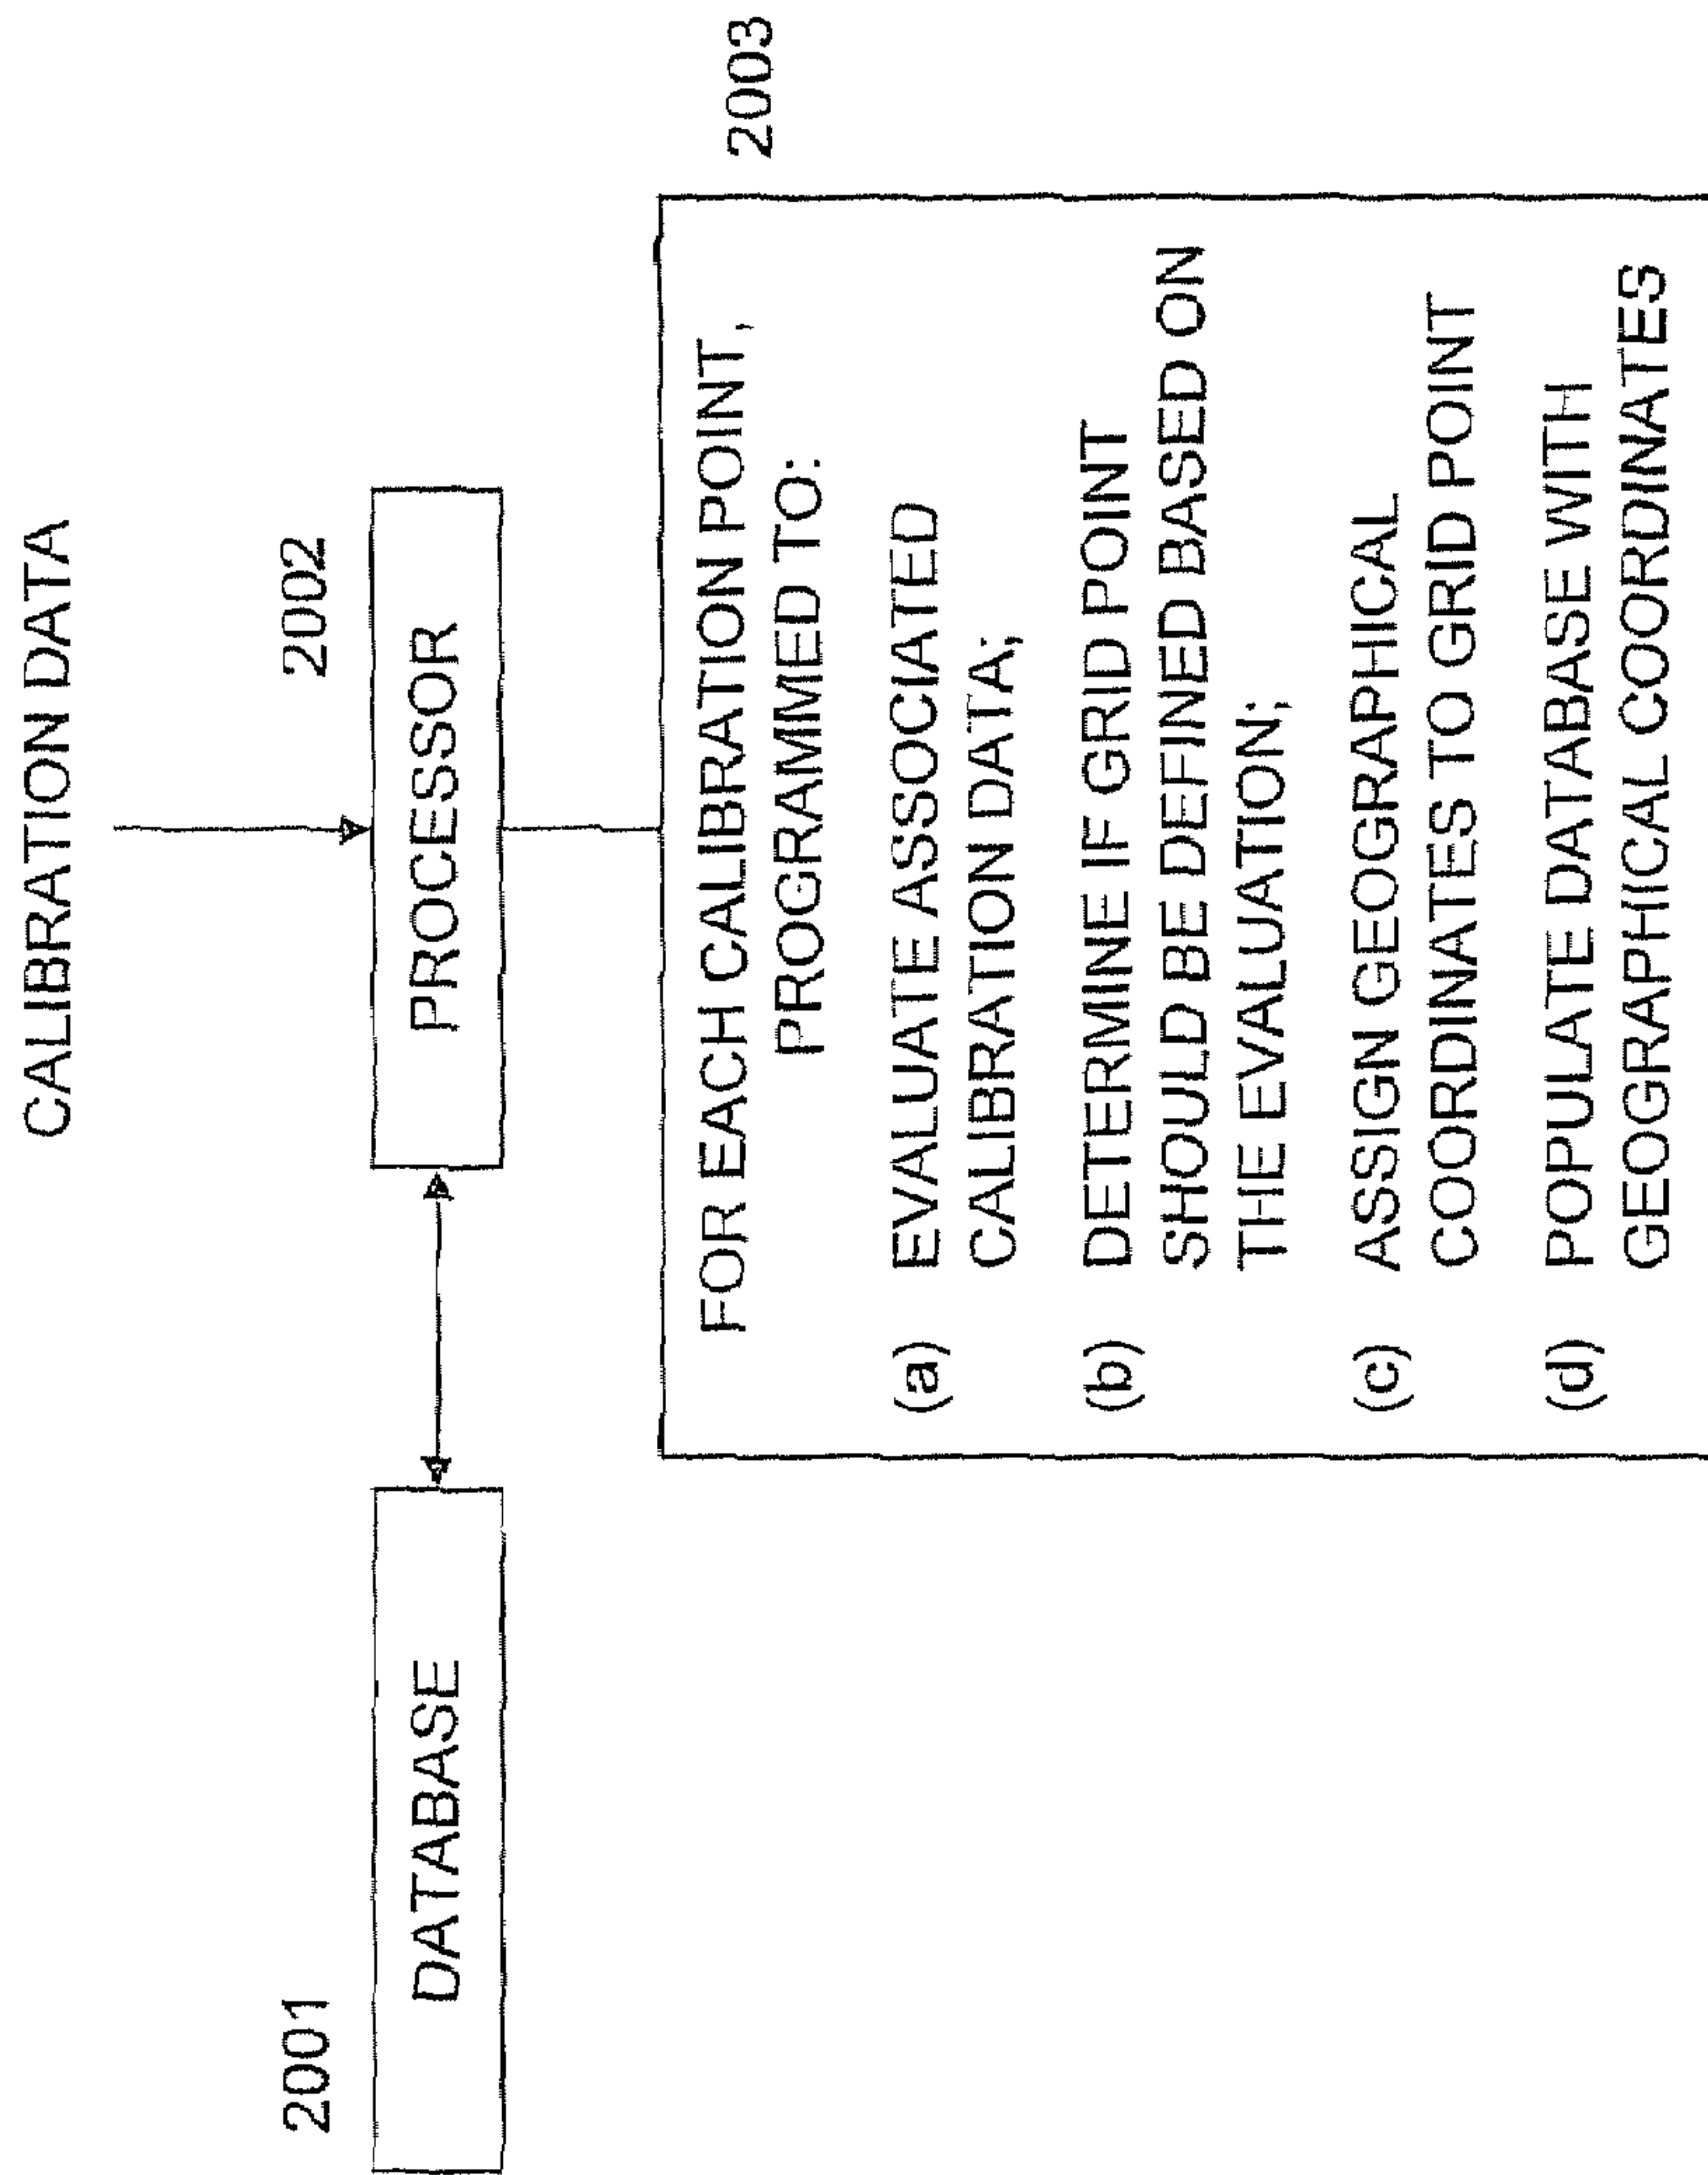 CALIBRATION DATA
2001
2002
DATABASE
PROCESSOR
2003
FOR EACH CALIBRATION POINT,
PROGRAMMED TO:
(a) EVALUATE ASSOCIATED
CALIBRATION DATA;
(b) DETERMINE IF GRID POINT
SHOULD BE DEFINED BASED ON
THE EVALUATION;
(c) ASSIGN GEOGRAPHICAL
COORDINATES TO GRID POINT
(d) POPULATE DATABASE WITH
GEOGRAPHICAL COORDINATES